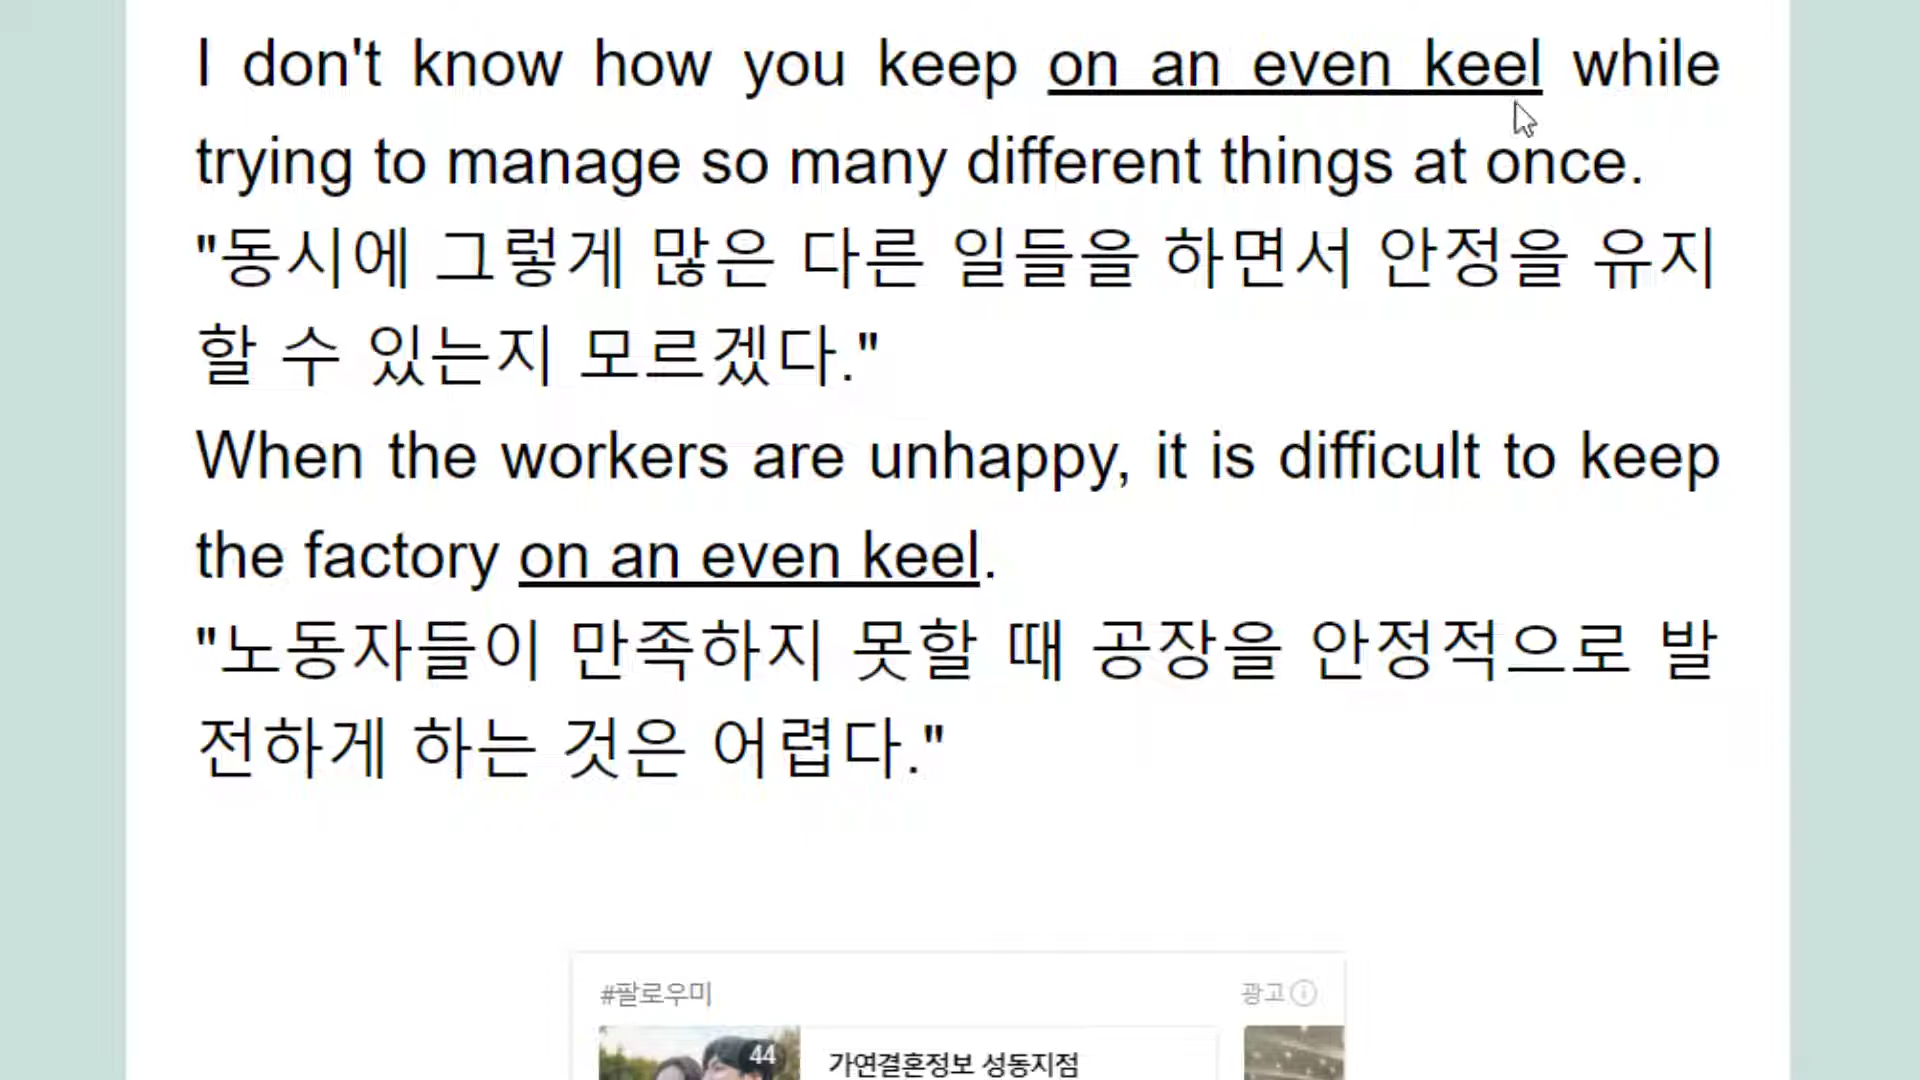 I don't know how you keep on an even keel while
trying to manage so many different things at once.
"동시에 그렇게 많은 다른 일들을 하면서 안정을 유지
할 수 있는지 모르겠다."
When the workers are unhappy, it is difficult to keep
the factory on an even keel.
"노동자들이 만족하지 못할 때 공장을 안정적으로 발
전하게 하는 것은 어렵다."
#팔로우미
광고
44
가연결혼정보 성동지점